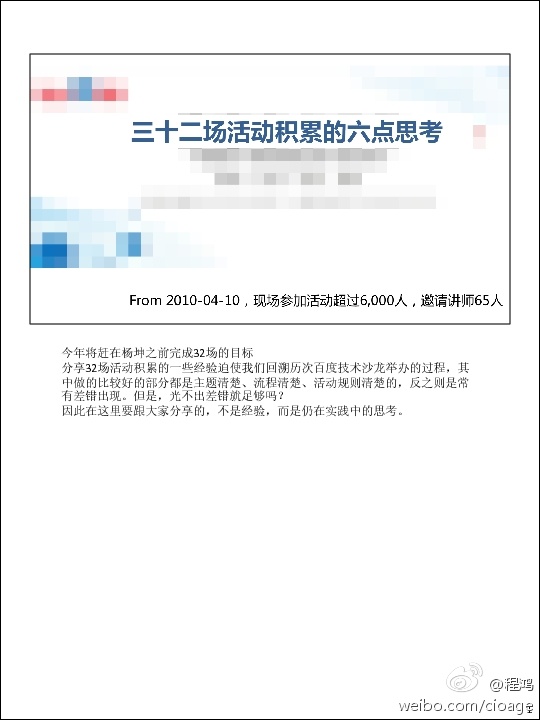 三十二场活动积累的六点思考
From 2010-04-10，现场参加活动超过6,000人，邀请讲师65人
今年将赶在杨坤之前完成32场的目标
分享32场活动积累的一些经验迫使我们回溯历次百度技术沙龙举办的过程，其
中做的比较好的部分都是主题清楚、流程清楚、活动规则清楚的，反之则是常
有差错出现。但是，光不出差错就足够吗？
因此在这里要跟大家分享的，不是经验，而是仍在实践中的思考。
@程鸿
weibo.com/cioage
1